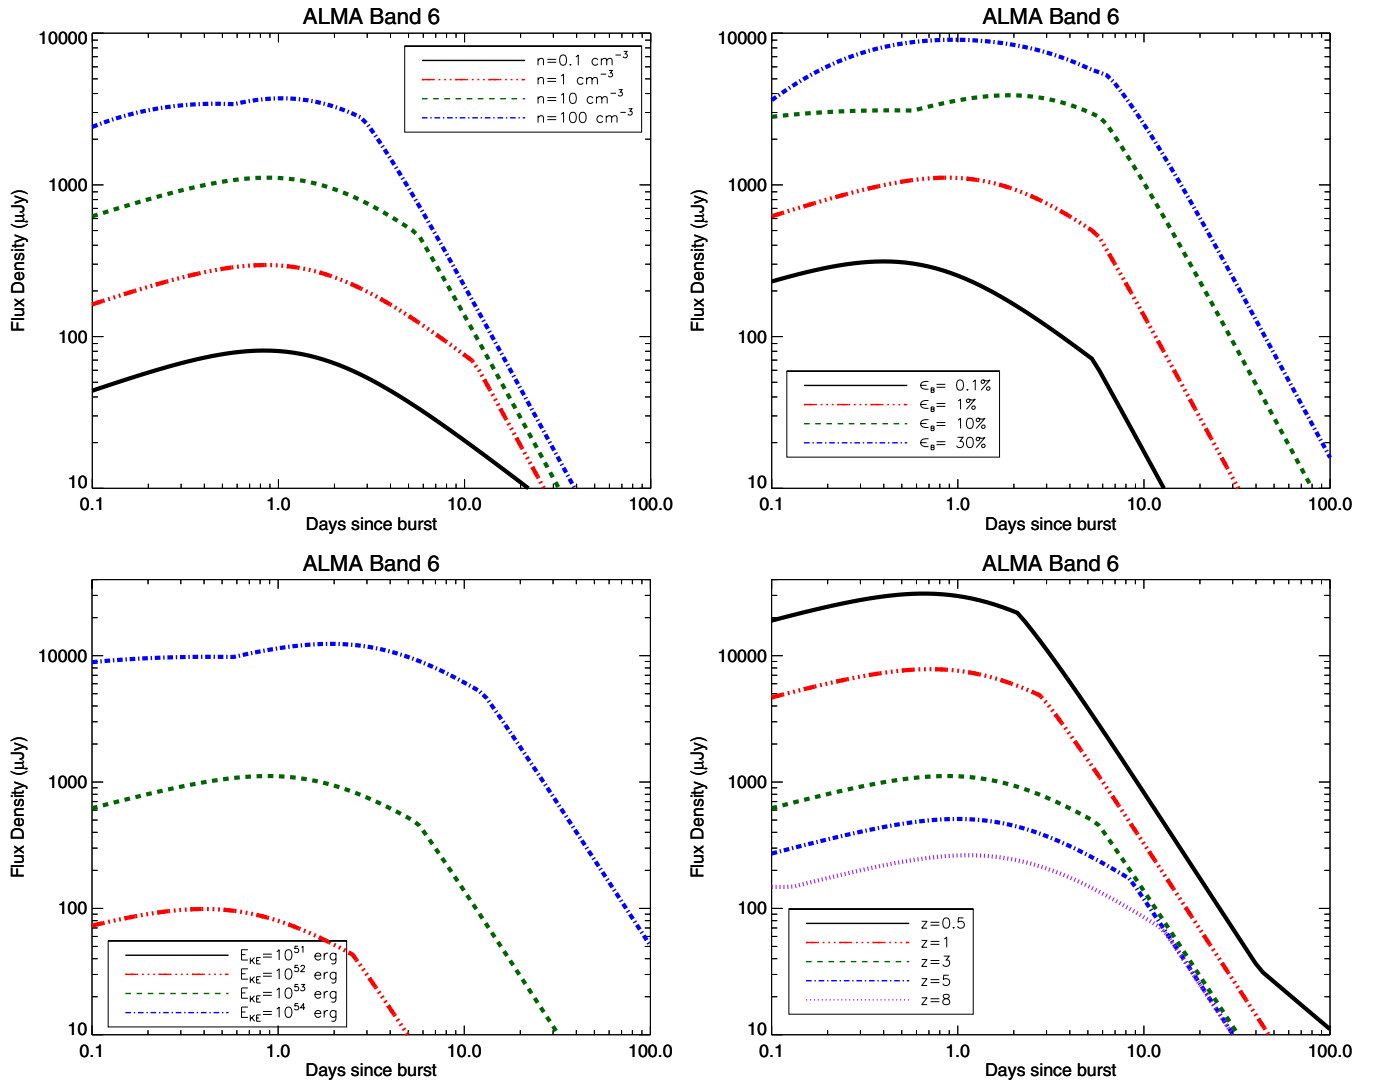 ALMA Band 6
10000
1000
100
10
Flux Density (μJy)
n=0.1 cm⁻³
n=1 cm⁻³
n=10 cm⁻³
n=100 cm⁻³
0.1
1.0
10.0
100.0
Days since burst
ALMA Band 6
10000
1000
100
10
Flux Density (μJy)
ϵB= 0.1%
ϵB= 1%
ϵB= 10%
ϵB= 30%
0.1
1.0
10.0
100.0
Days since burst
ALMA Band 6
10000
1000
100
10
Flux Density (μJy)
EKE=10⁵¹ erg
EKE=10⁵² erg
EKE=10⁵³ erg
EKE=10⁵⁴ erg
0.1
1.0
10.0
100.0
Days since burst
ALMA Band 6
10000
1000
100
10
Flux Density (μJy)
z=0.5
z=1
z=3
z=5
z=8
0.1
1.0
10.0
100.0
Days since burst